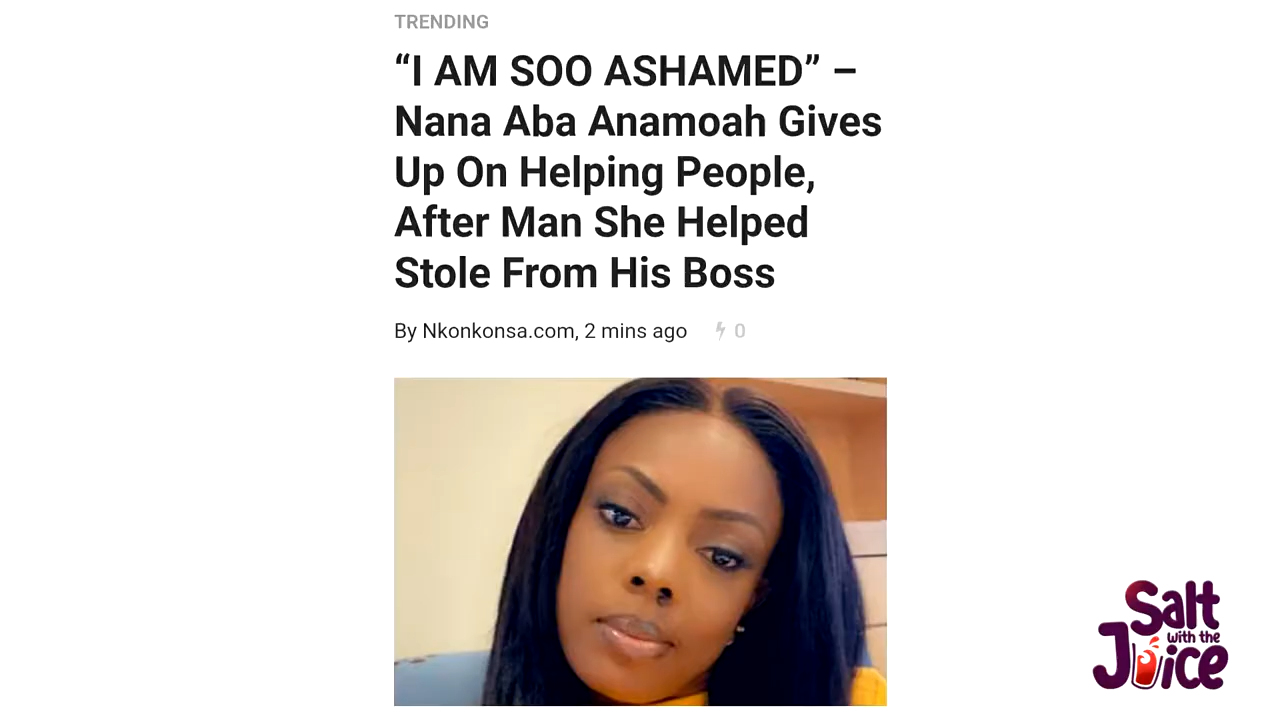 TRENDING
“I AM SOO ASHAMED” –
Nana Aba Anamoah Gives
Up On Helping People,
After Man She Helped
Stole From His Boss
By Nkonkonsa.com, 2 mins ago 0
Salt
with the
Juice